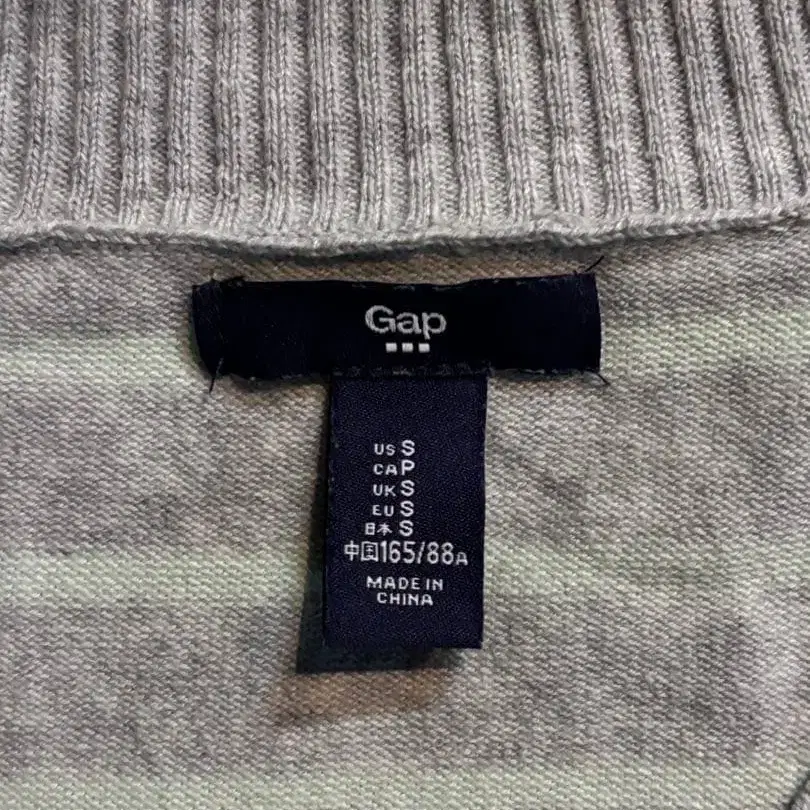 Gap
US S
CA P
UK S
EU S
日本 S
中国165/88A
MADE IN
CHINA